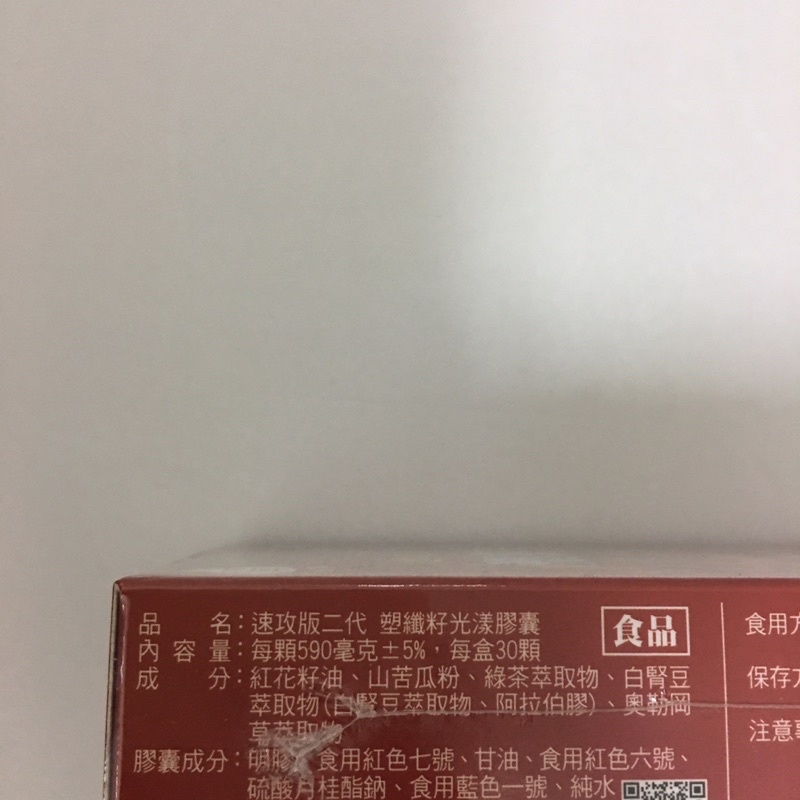 品名：速攻版二代 塑纖籽光漾膠囊
食品
內容量：每顆590毫克±5%，每盒30顆
成分：紅花籽油、山苦瓜粉、綠茶萃取物、白腎豆
萃取物(白腎豆萃取物、阿拉伯膠)、奧勒岡
草萃取物
膠囊成分：明膠、食用紅色七號、甘油、食用紅色六號、
硫酸月桂酯鈉、食用藍色一號、純水
食用方
保存方
注意事